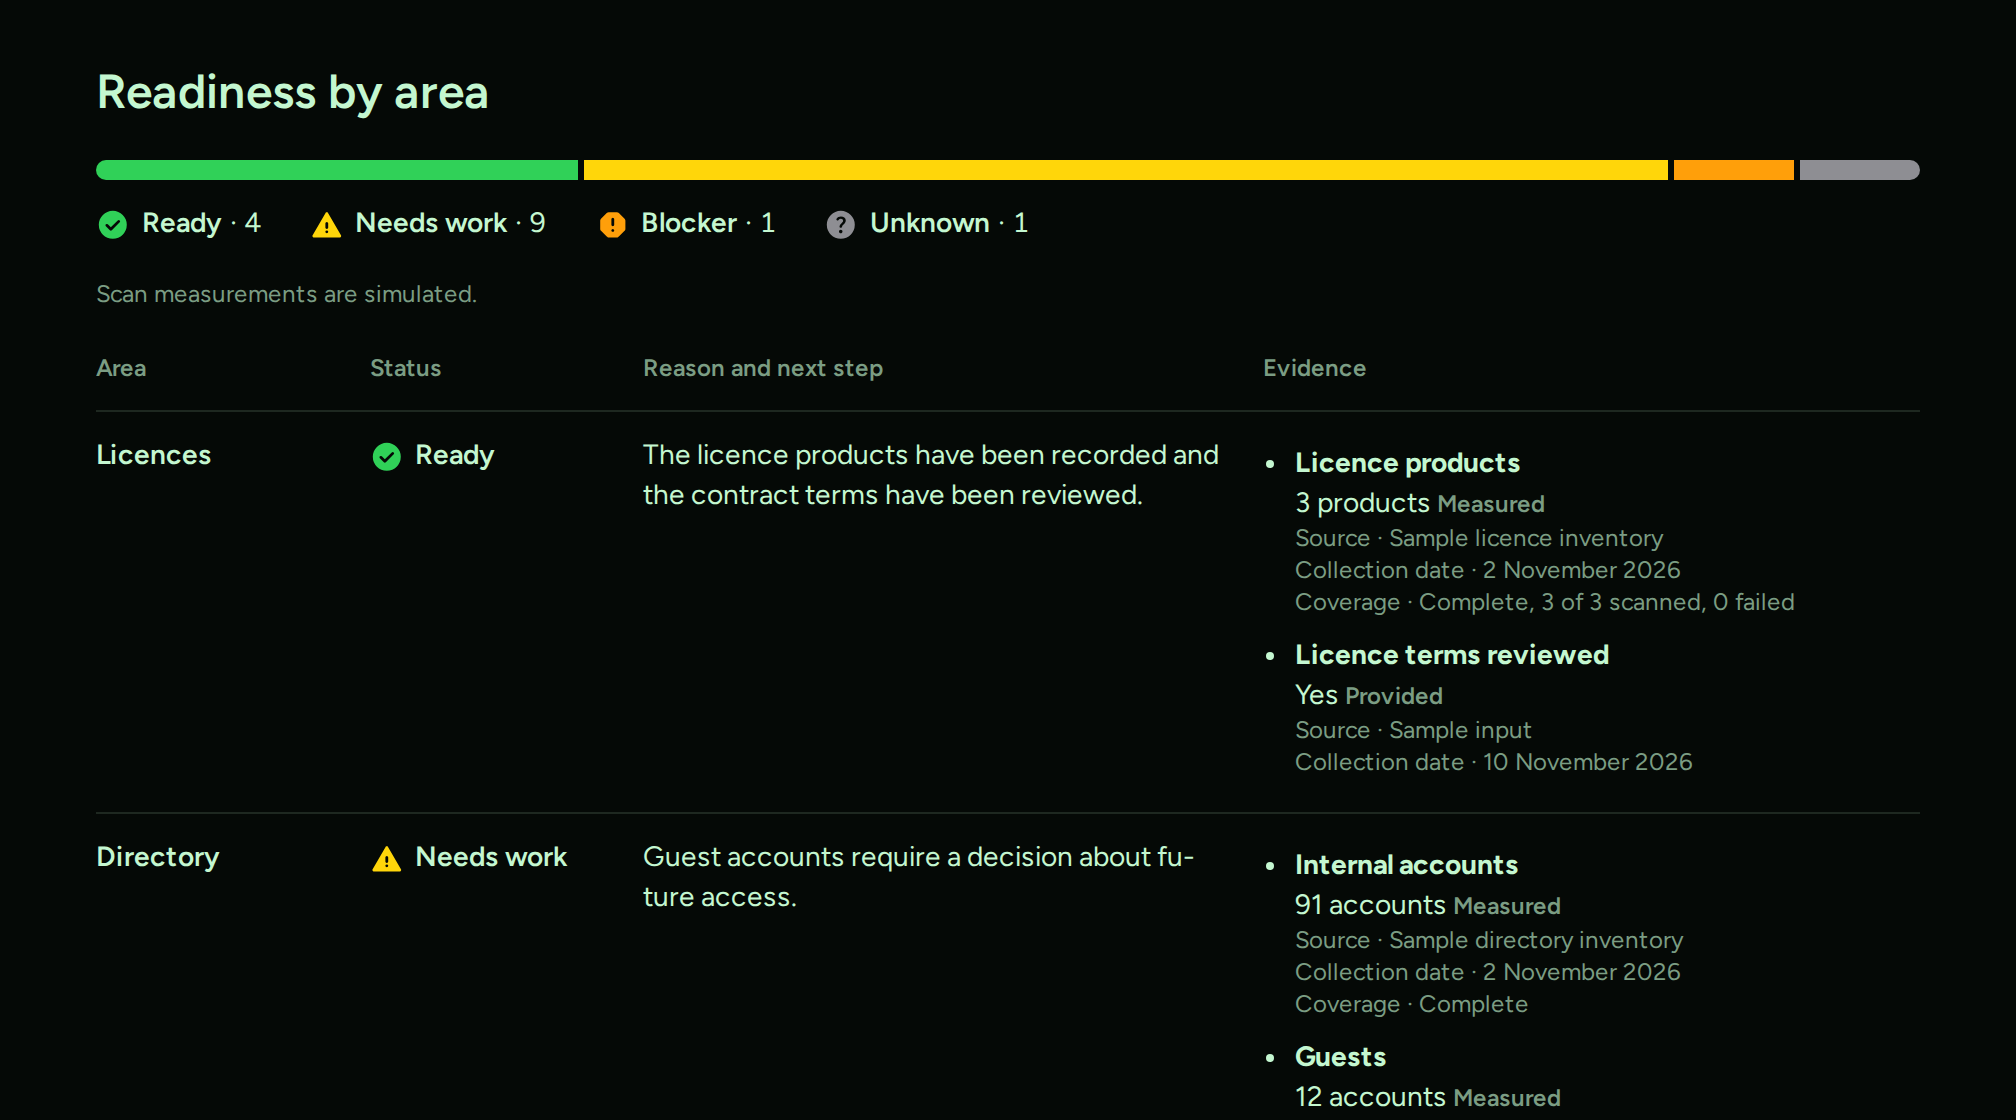 Readiness by area
Ready · 4
Needs work · 9
Blocker · 1
Unknown · 1
Scan measurements are simulated.
Area
Status
Reason and next step
Evidence
Licences
Ready
The licence products have been recorded and
the contract terms have been reviewed.
• Licence products
3 products Measured
Source · Sample licence inventory
Collection date · 2 November 2026
Coverage · Complete, 3 of 3 scanned, 0 failed
• Licence terms reviewed
Yes Provided
Source · Sample input
Collection date · 10 November 2026
Directory
Needs work
Guest accounts require a decision about fu-
ture access.
• Internal accounts
91 accounts Measured
Source · Sample directory inventory
Collection date · 2 November 2026
Coverage · Complete
• Guests
12 accounts Measured